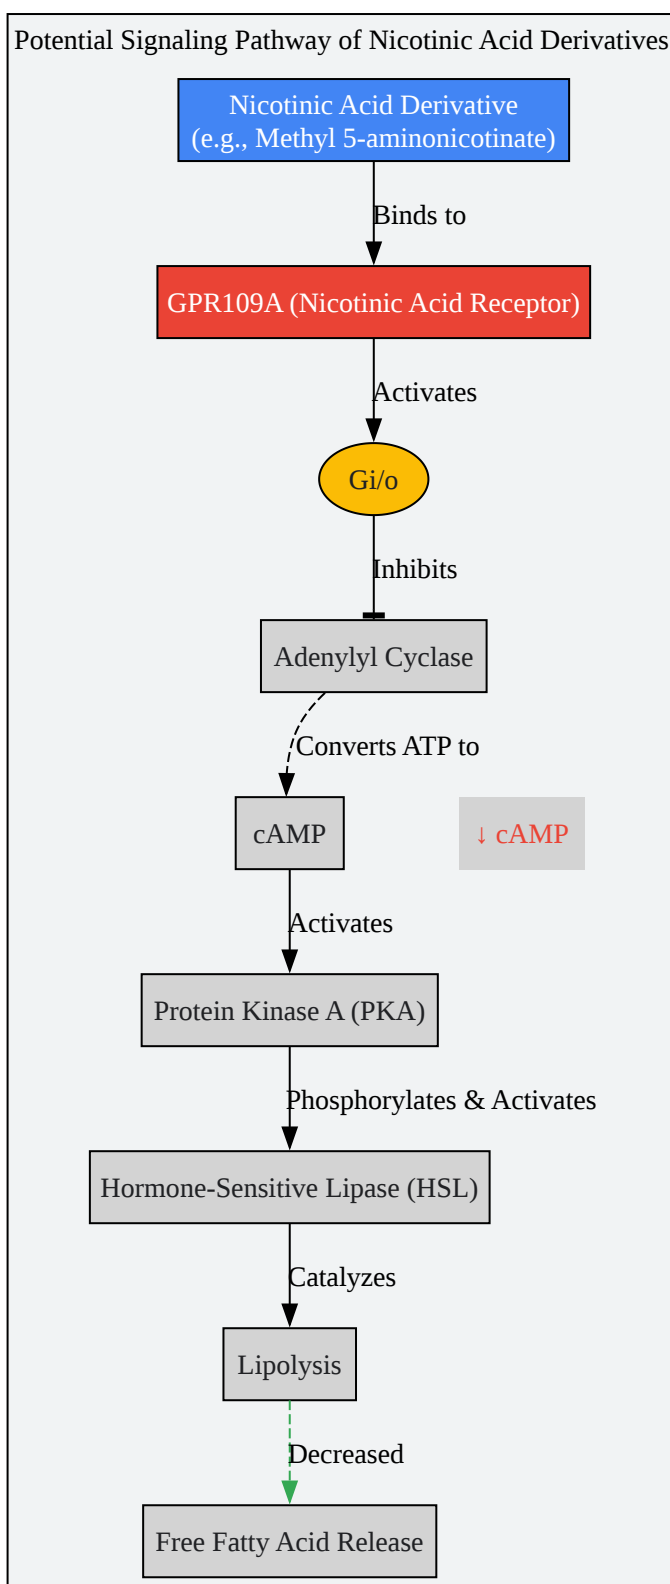 Potential Signaling Pathway of Nicotinic Acid Derivatives
Nicotinic Acid Derivative
(e.g., Methyl 5-aminonicotinate)
Binds to
GPR109A (Nicotinic Acid Receptor)
Activates
Gi/o
Inhibits
Adenylyl Cyclase
Converts ATP to
cAMP
↓ cAMP
Activates
Protein Kinase A (PKA)
Phosphorylates & Activates
Hormone-Sensitive Lipase (HSL)
Catalyzes
Lipolysis
Decreased
Free Fatty Acid Release